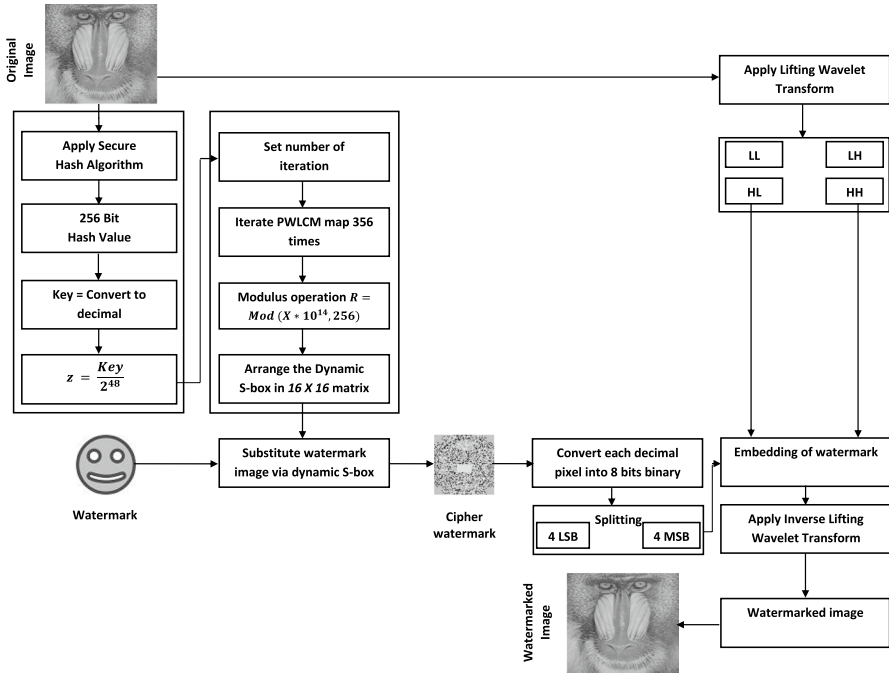 Original
Image
Apply Lifting Wavelet
Transform
LL
LH
HL
HH
Apply Secure
Hash Algorithm
256 Bit
Hash Value
Key = Convert to
decimal
z = Key / 2^48
Set number of
iteration
Iterate PWLCM map 356
times
Modulus operation R =
Mod (X * 10^14, 256)
Arrange the Dynamic
S-box in 16 X 16 matrix
Watermark
Substitute watermark
image via dynamic S-box
Cipher
watermark
Convert each decimal
pixel into 8 bits binary
Splitting
4 LSB
4 MSB
Embedding of watermark
Apply Inverse Lifting
Wavelet Transform
Watermarked image
Watermarked
Image